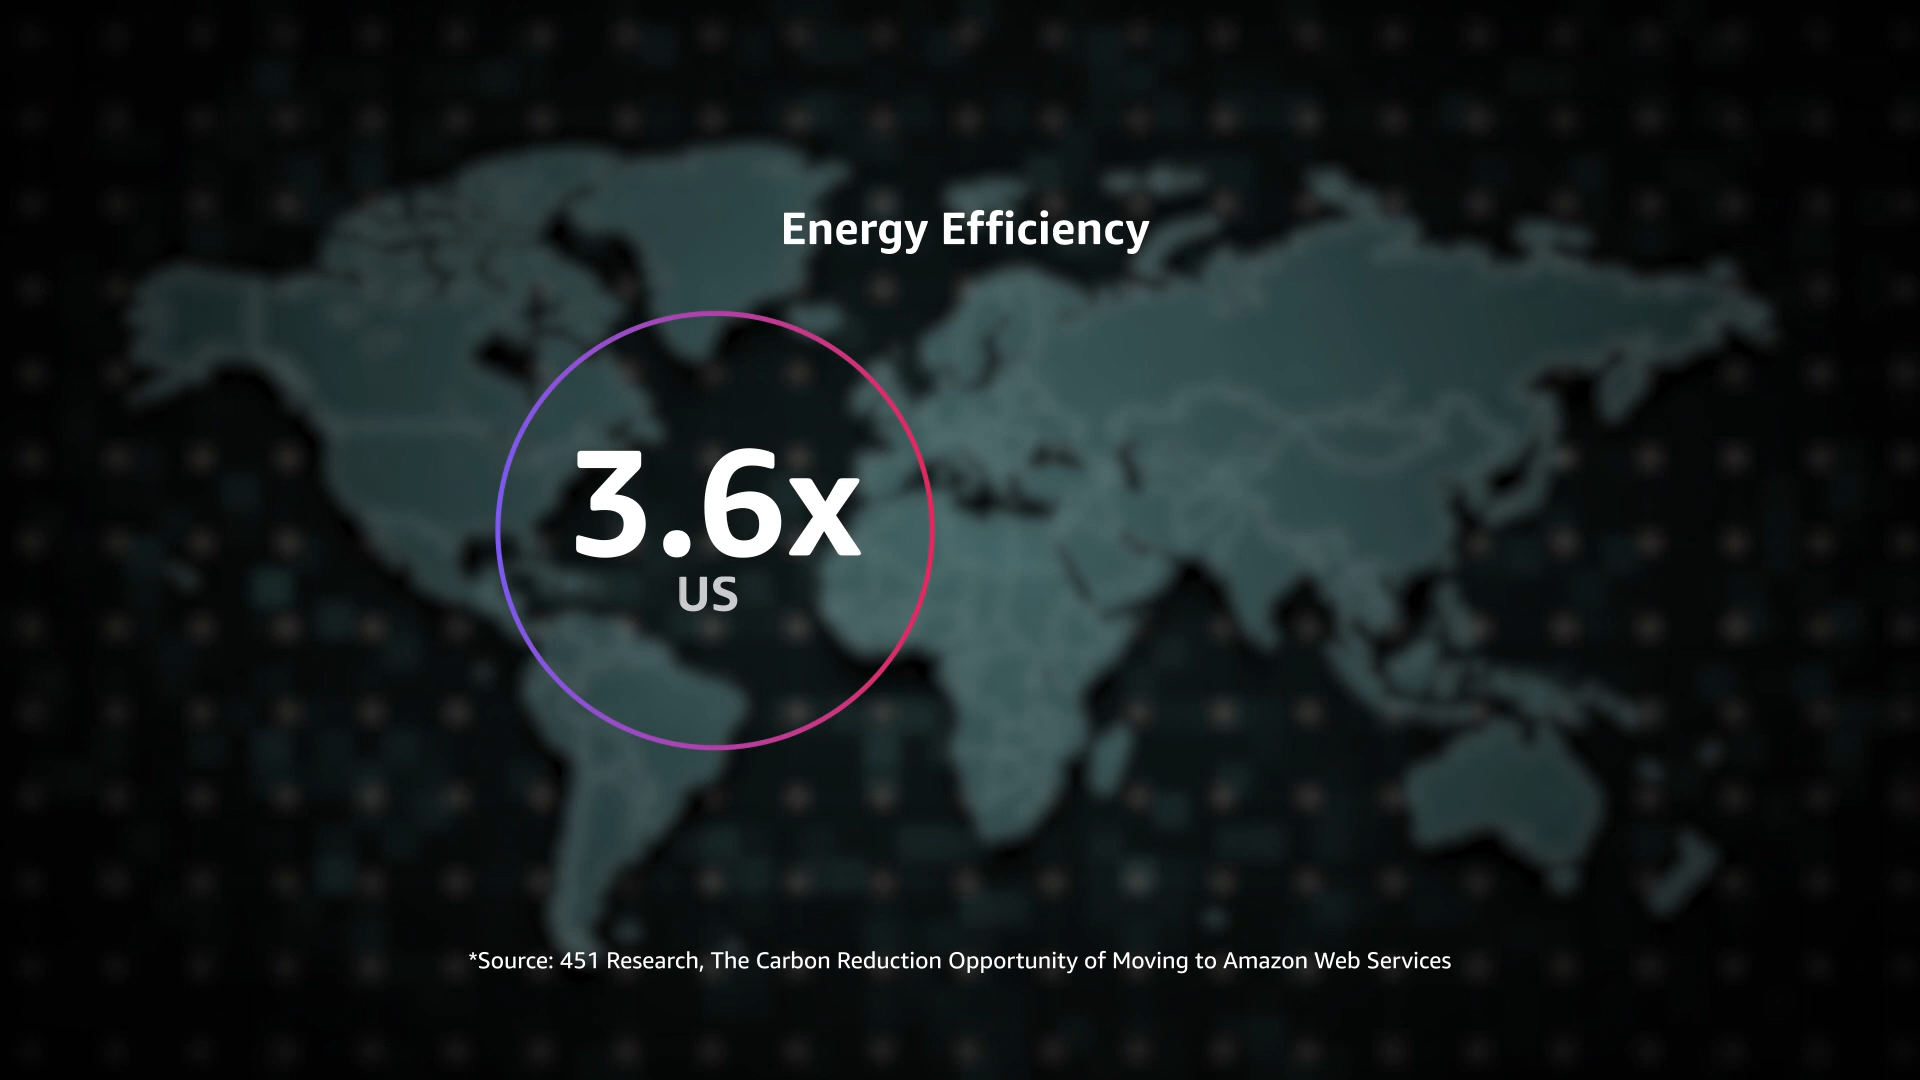 Energy Efficiency
3.6x
US
*Source: 451 Research, The Carbon Reduction Opportunity of Moving to Amazon Web Services